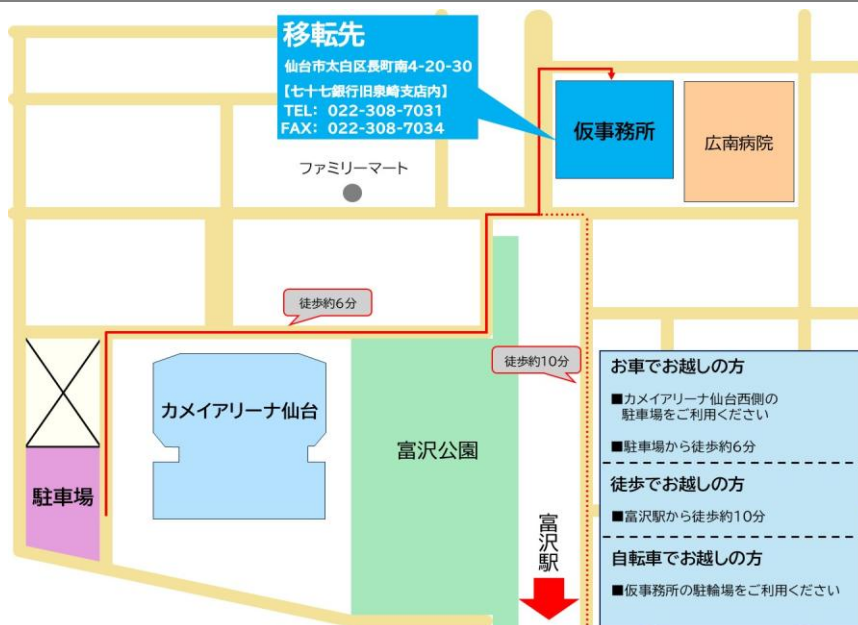 移転先
仙台市太白区長町南4-20-30
【七十七銀行旧泉崎支店内】
TEL: 022-308-7031
FAX: 022-308-7034
仮事務所
広南病院
ファミリーマート
徒歩約6分
徒歩約10分
カメイアリーナ仙台
富沢公園
駐車場
富沢駅
お車でお越しの方
■カメイアリーナ仙台西側の
駐車場をご利用ください
■駐車場から徒歩約6分
徒歩でお越しの方
■富沢駅から徒歩約10分
自転車でお越しの方
■仮事務所の駐輪場をご利用ください